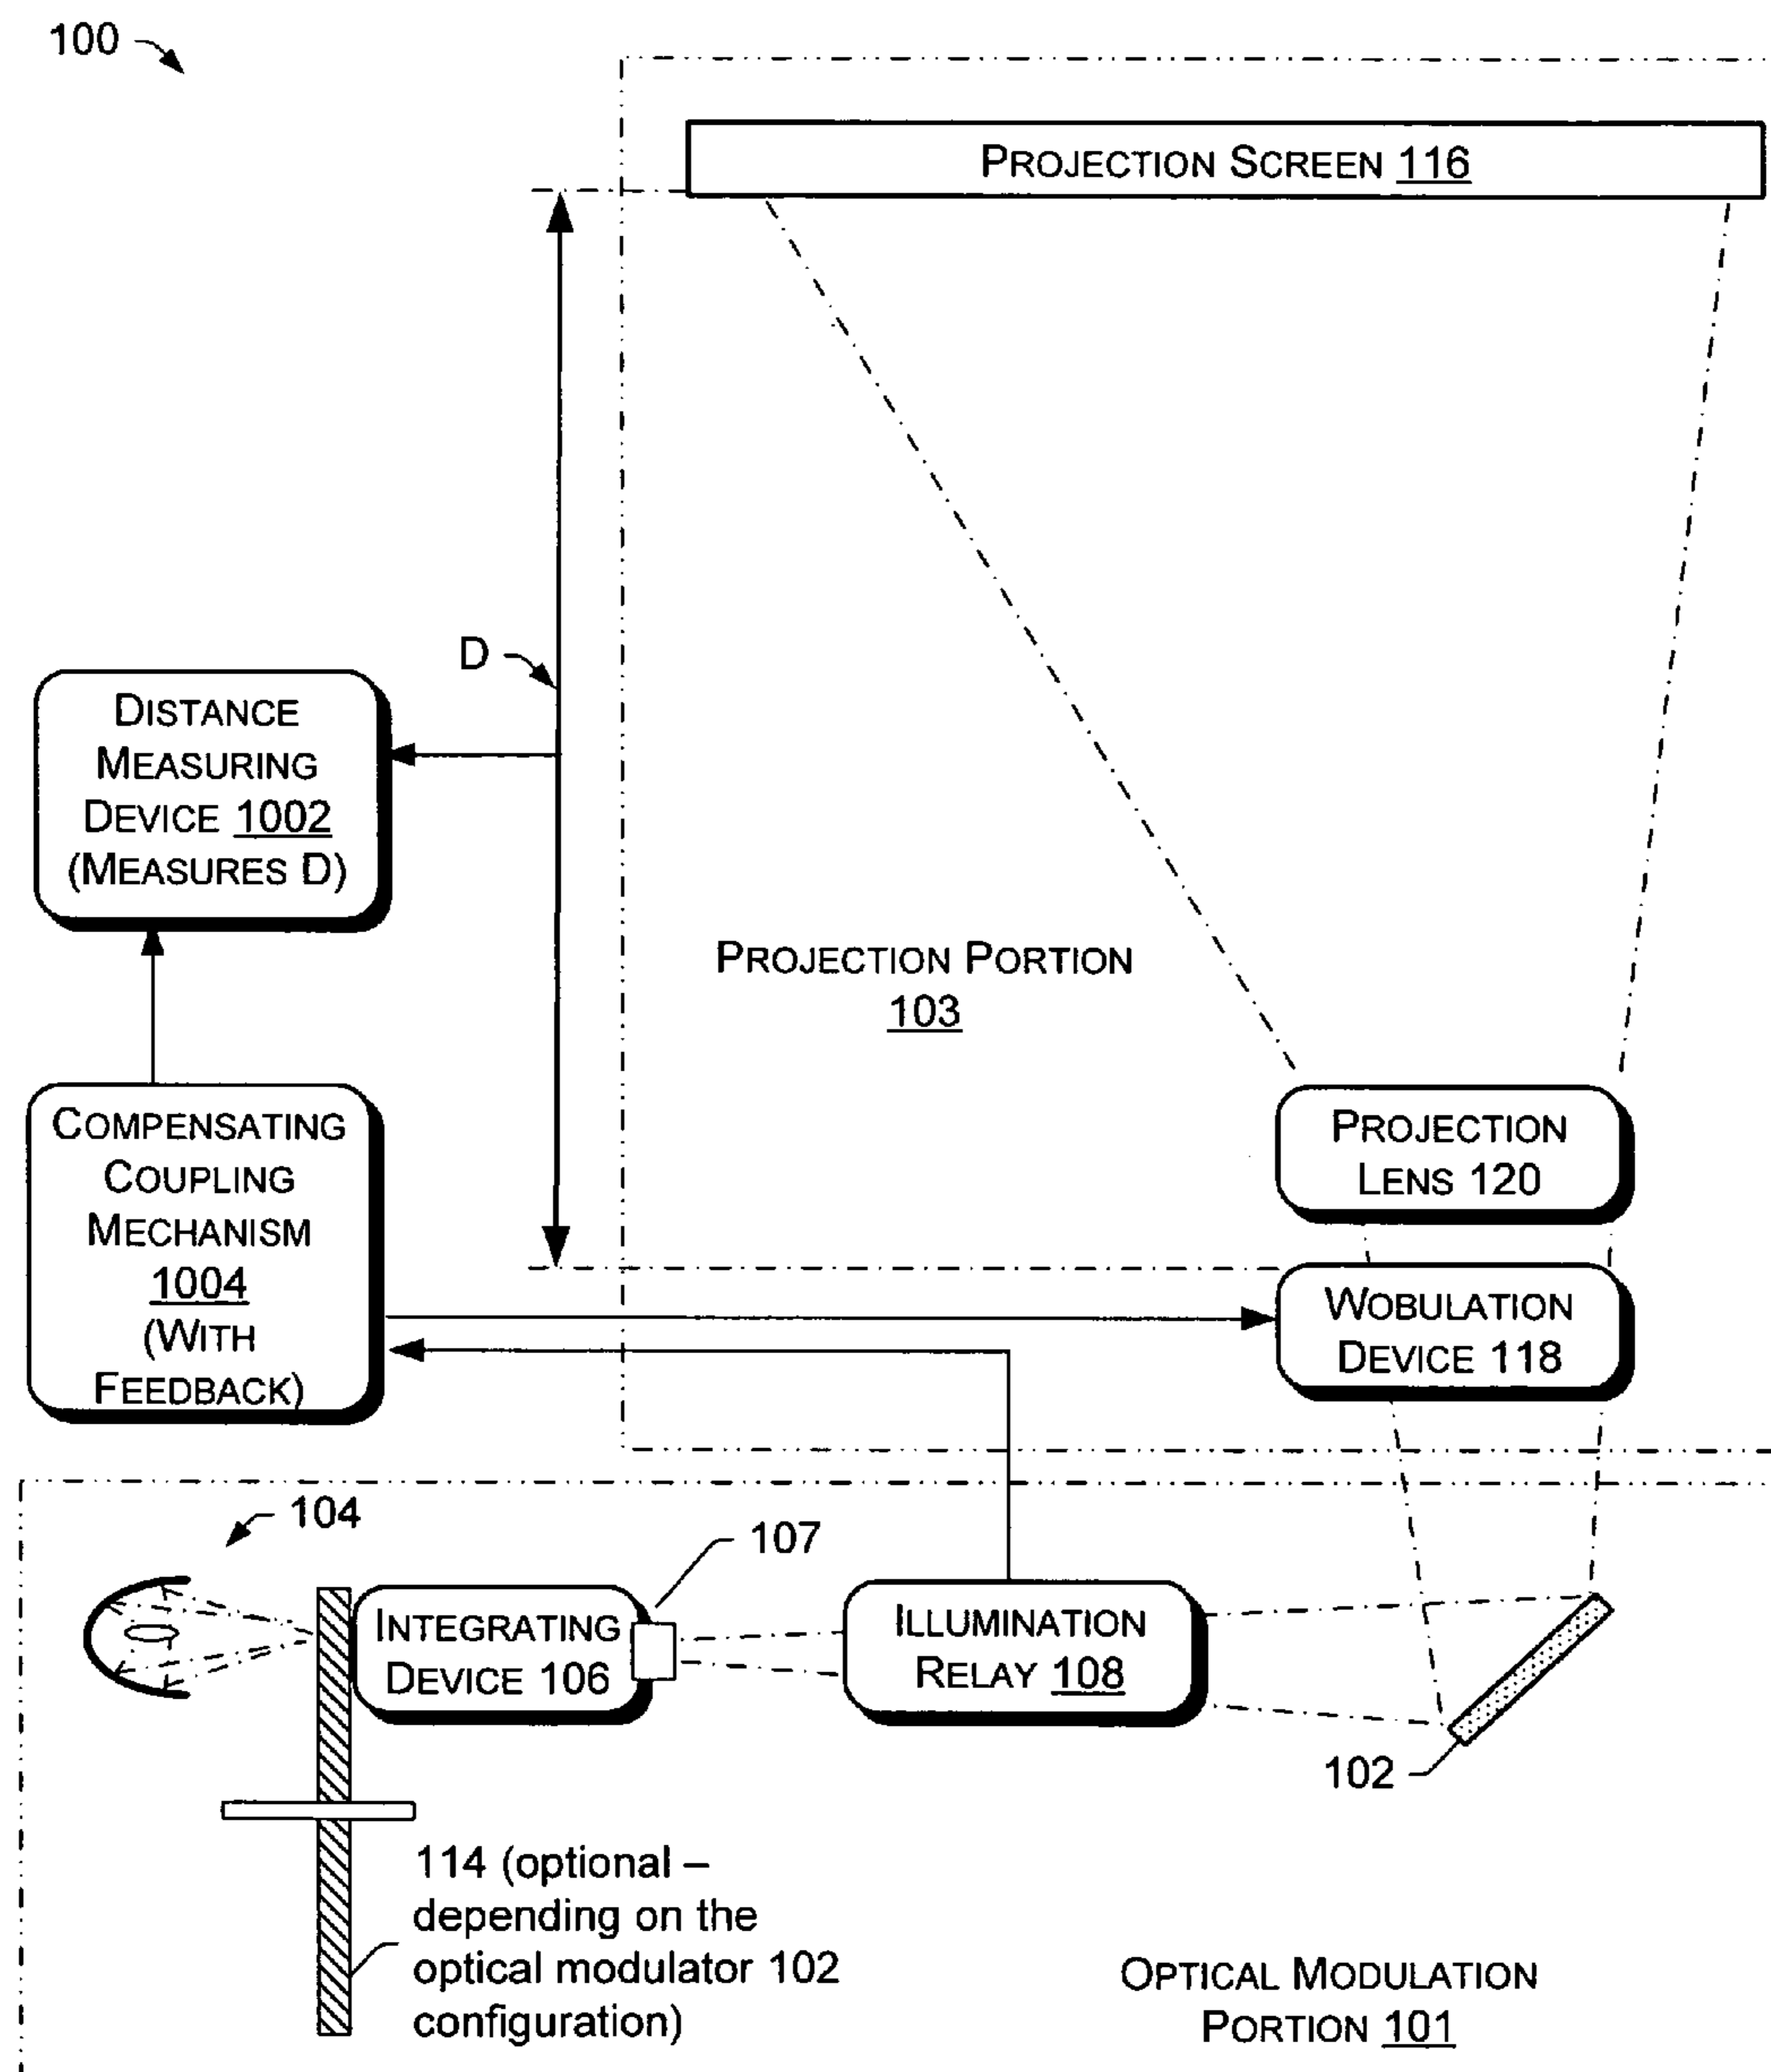 100
PROJECTION SCREEN 116
D
DISTANCE
MEASURING
DEVICE 1002
(MEASURES D)
PROJECTION PORTION
103
COMPENSATING
COUPLING
MECHANISM
1004
(WITH
FEEDBACK)
PROJECTION
LENS 120
WOBULATION
DEVICE 118
104
107
INTEGRATING
DEVICE 106
ILLUMINATION
RELAY 108
102
114 (optional –
depending on the
optical modulator 102
configuration)
OPTICAL MODULATION
PORTION 101